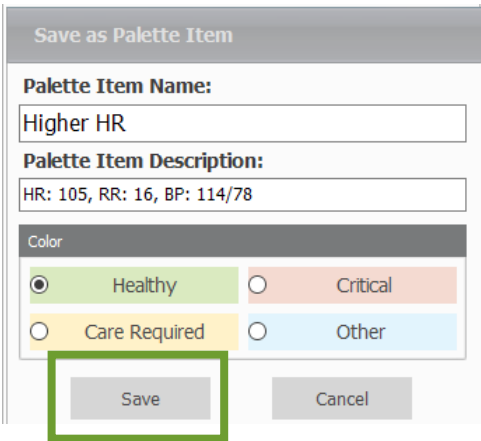 Save as Palette Item
Palette Item Name:
Higher HR
Palette Item Description:
HR: 105, RR: 16, BP: 114/78
Color
Healthy Critical
Care Required Other
Save Cancel